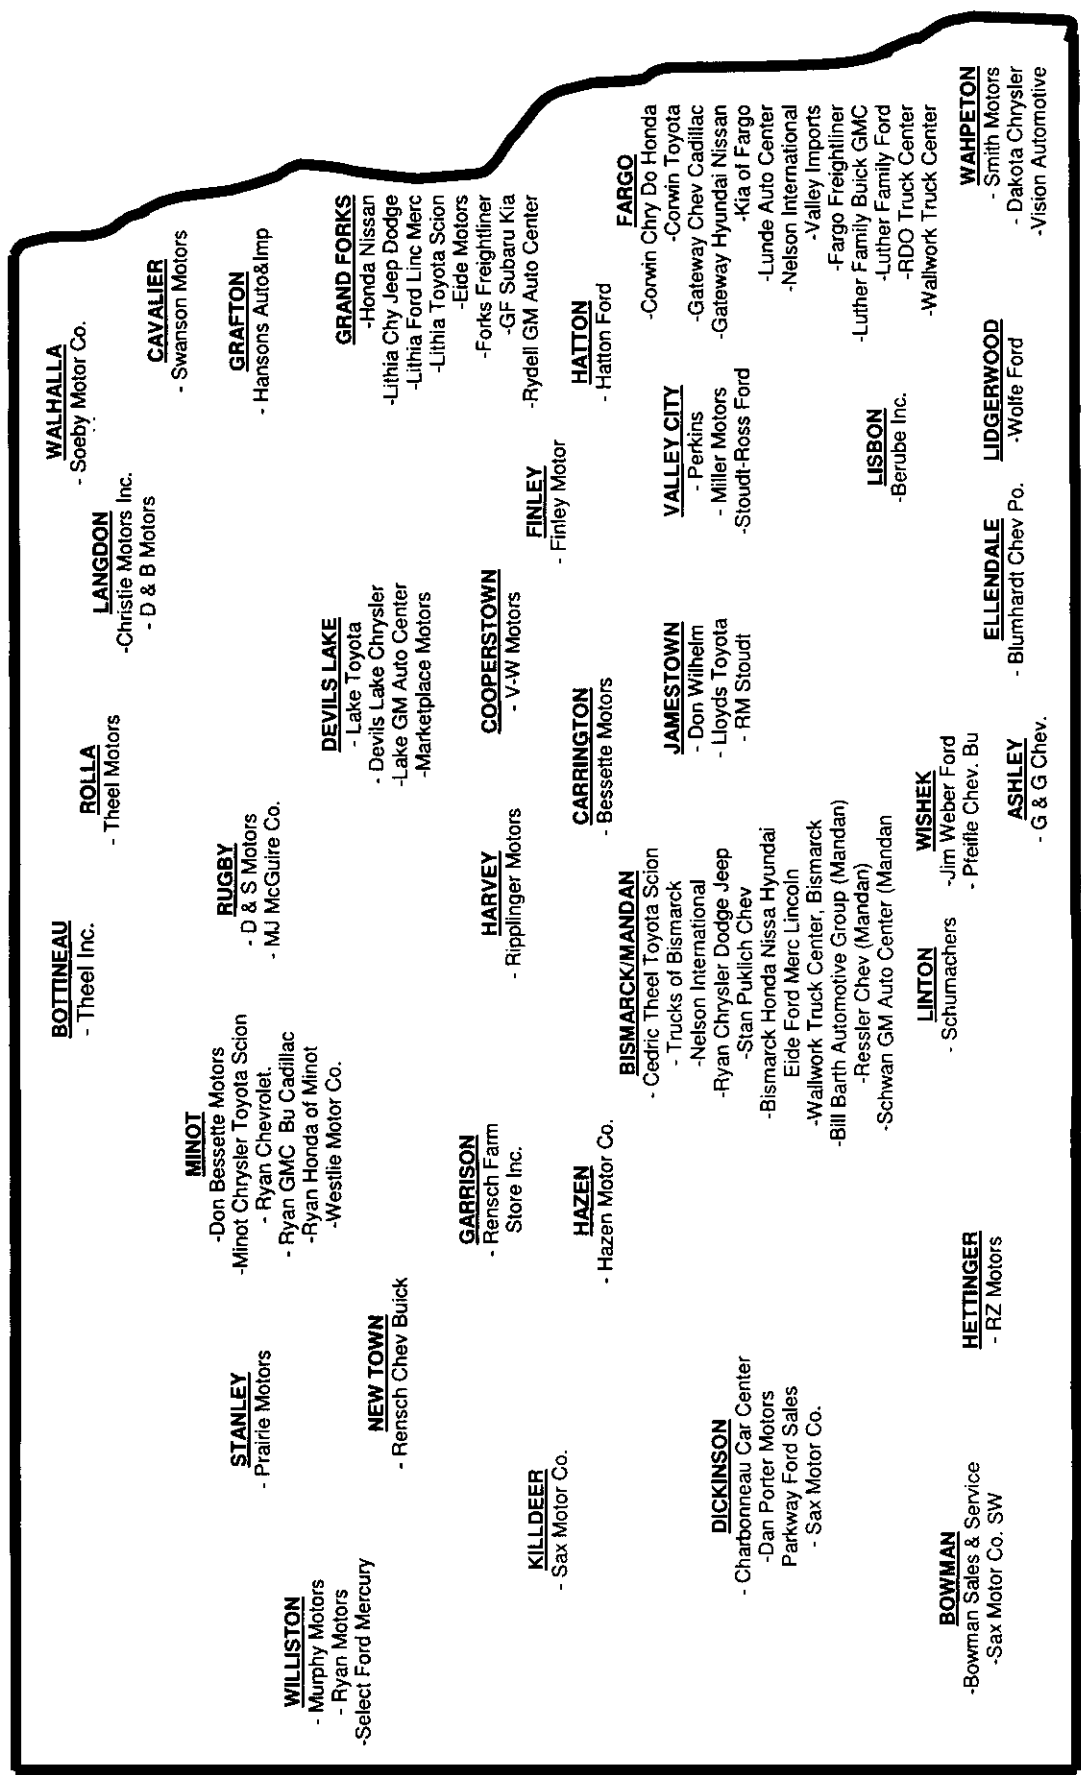 WALHALLA
- Soeby Motor Co.
CAVALIER
- Swanson Motors
LANGDON
-Christie Motors Inc.
- D & B Motors
GRAFTON
- Hansons Auto&Imp
ROLLA
- Theel Motors
BOTTINEAU
- Theel Inc.
RUGBY
- D & S Motors
- MJ McGuire Co.
MINOT
-Don Bessette Motors
-Minot Chrysler Toyota Scion
- Ryan Chevrolet.
- Ryan GMC Bu Cadillac
-Ryan Honda of Minot
-Westlie Motor Co.
STANLEY
- Prairie Motors
WILLISTON
- Murphy Motors
- Ryan Motors
-Select Ford Mercury
NEW TOWN
- Rensch Chev Buick
DEVILS LAKE
- Lake Toyota
- Devils Lake Chrysler
-Lake GM Auto Center
-Marketplace Motors
GRAND FORKS
-Honda Nissan
-Lithia Chy Jeep Dodge
-Lithia Ford Linc Merc
-Lithia Toyota Scion
-Eide Motors
-Forks Freightliner
-GF Subaru Kia
-Rydell GM Auto Center
GARRISON
- Rensch Farm
Store Inc.
HARVEY
- Ripplinger Motors
COOPERSTOWN
- V-W Motors
FINLEY
- Finley Motor
HATTON
- Hatton Ford
KILLDEER
- Sax Motor Co.
HAZEN
- Hazen Motor Co.
CARRINGTON
- Bessette Motors
BISMARCK/MANDAN
- Cedric Theel Toyota Scion
- Trucks of Bismarck
-Nelson International
-Ryan Chrysler Dodge Jeep
-Stan Puklich Chev
-Bismarck Honda Nissa Hyundai
Eide Ford Merc Lincoln
-Wallwork Truck Center, Bismarck
-Bill Barth Automotive Group (Mandan)
-Ressler Chev (Mandan)
-Schwan GM Auto Center (Mandan
JAMESTOWN
- Don Wilhelm
- Lloyds Toyota
- RM Stoudt
VALLEY CITY
- Perkins
- Miller Motors
-Stoudt-Ross Ford
FARGO
-Corwin Chry Do Honda
-Corwin Toyota
-Gateway Chev Cadillac
-Gateway Hyundai Nissan
-Kia of Fargo
-Lunde Auto Center
-Nelson International
-Valley Imports
-Fargo Freightliner
-Luther Family Buick GMC
-Luther Family Ford
-RDO Truck Center
-Wallwork Truck Center
DICKINSON
- Charbonneau Car Center
-Dan Porter Motors
Parkway Ford Sales
- Sax Motor Co.
LISBON
-Berube Inc.
BOWMAN
-Bowman Sales & Service
-Sax Motor Co. SW
HETTINGER
- RZ Motors
LINTON
- Schumachers
WISHEK
-Jim Weber Ford
- Pfeifle Chev. Bu
ASHLEY
- G & G Chev.
ELLENDALE
- Blumhardt Chev Po.
LIDGERWOOD
-Wolfe Ford
WAHPETON
- Smith Motors
- Dakota Chrysler
-Vision Automotive